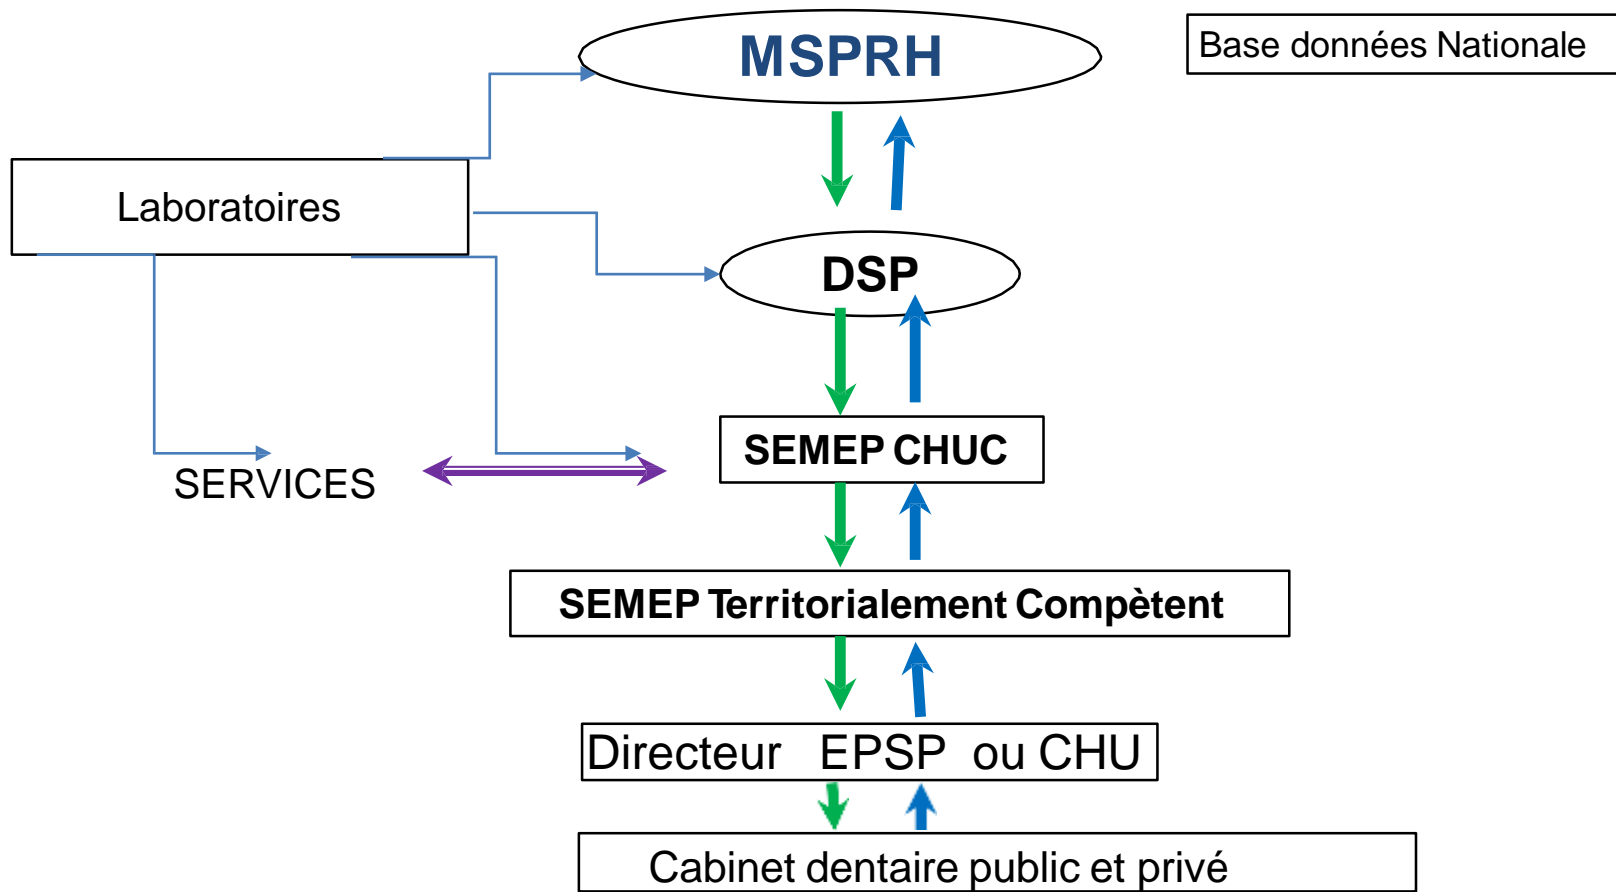 MSPRH
Base données Nationale
Laboratoires
DSP
SEMEP CHUC
SERVICES
SEMEP Territorialement Compètent
Directeur EPSP ou CHU
Cabinet dentaire public et privé